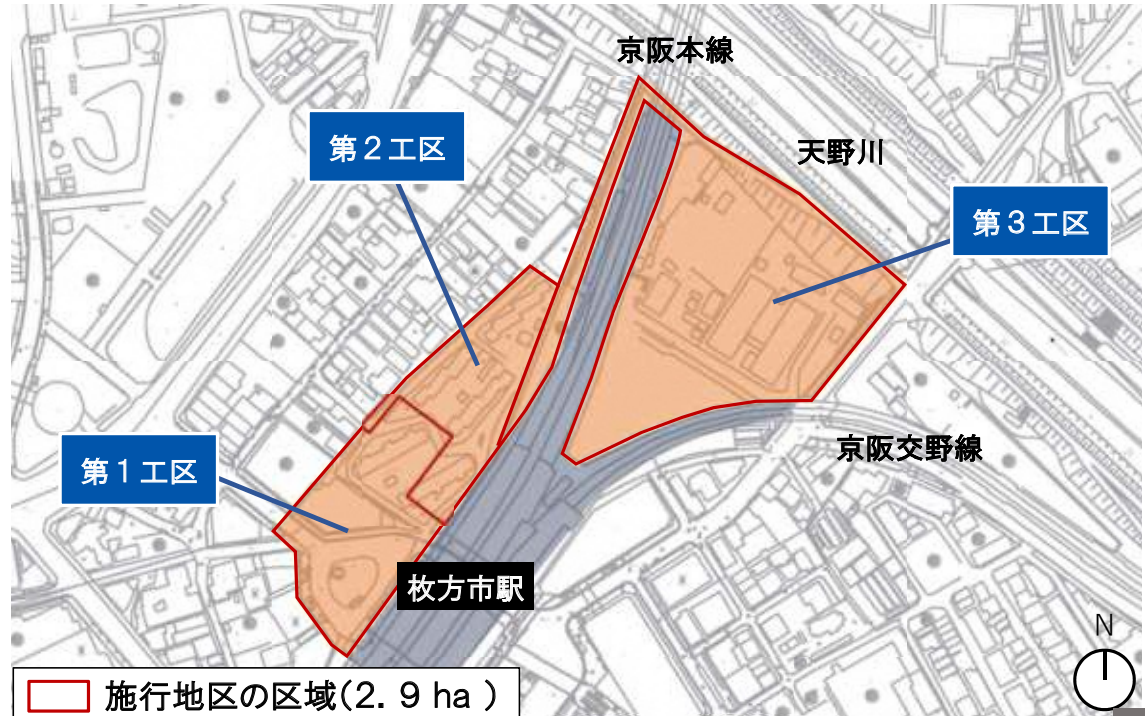 京阪本線
第２工区
天野川
第３工区
京阪交野線
第１工区
枚方市駅
N
施行地区の区域(２．９ ha )